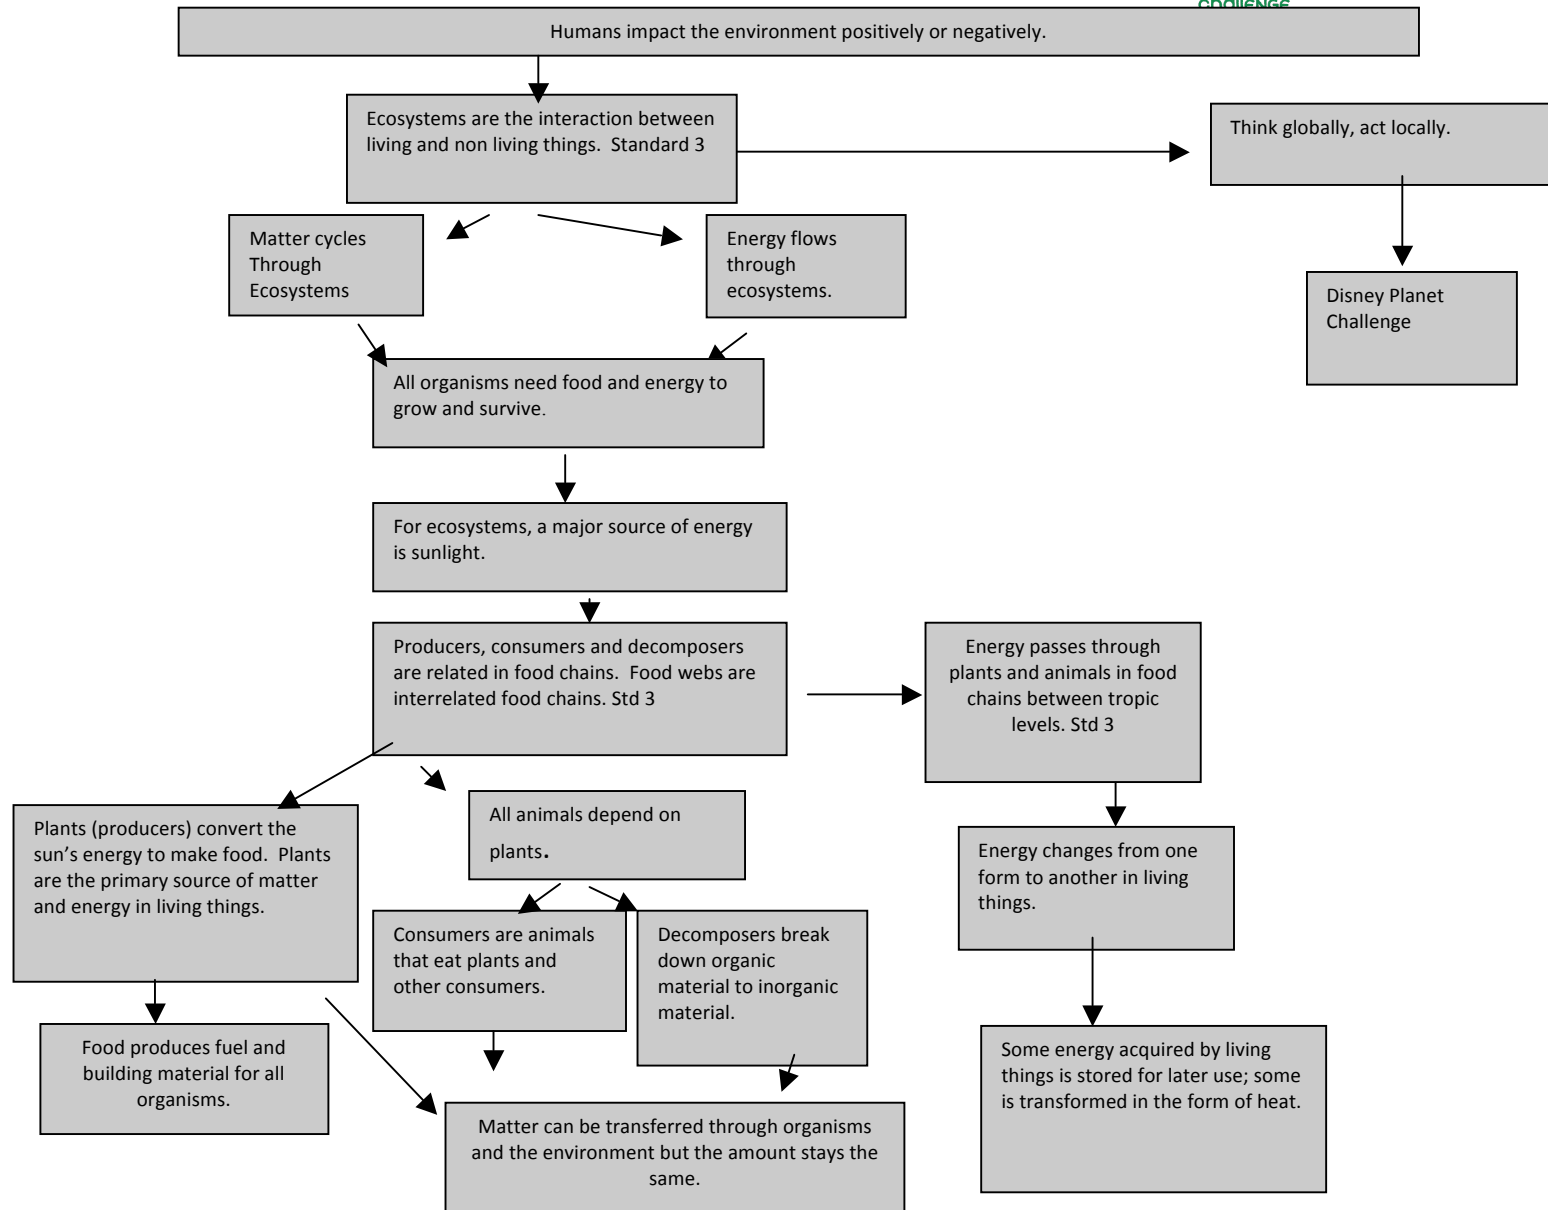 CHALLENGE
Humans impact the environment positively or negatively.
Ecosystems are the interaction between
living and non living things.  Standard 3
Think globally, act locally.
Matter cycles
Through
Ecosystems
Energy flows
through
ecosystems.
Disney Planet
Challenge
All organisms need food and energy to
grow and survive.
For ecosystems, a major source of energy
is sunlight.
Producers, consumers and decomposers
are related in food chains.  Food webs are
interrelated food chains. Std 3
Energy passes through
plants and animals in food
chains between tropic
levels. Std 3
Plants (producers) convert the
sun’s energy to make food.  Plants
are the primary source of matter
and energy in living things.
All animals depend on
plants.
Energy changes from one
form to another in living
things.
Consumers are animals
that eat plants and
other consumers.
Decomposers break
down organic
material to inorganic
material.
Food produces fuel and
building material for all
organisms.
Some energy acquired by living
things is stored for later use; some
is transformed in the form of heat.
Matter can be transferred through organisms
and the environment but the amount stays the
same.